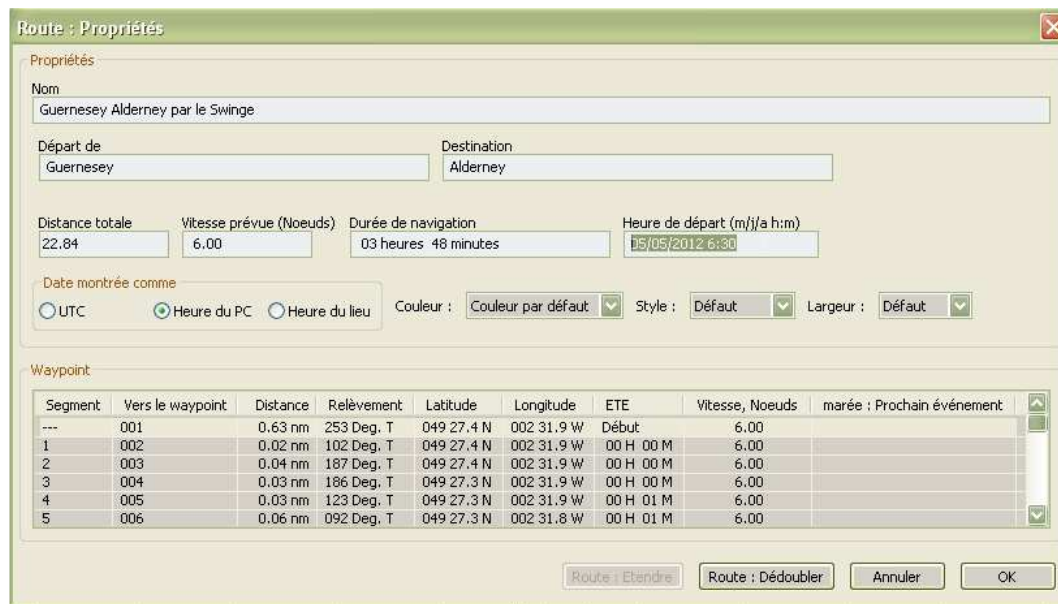 Route : Propriétés
Propriétés
Nom
Guernesey Alderney par le Swinge
Départ de Destination
Guernesey Alderney
Distance totale Vitesse prévue (Noeuds) Durée de navigation Heure de départ (m/j/a h:m)
22.84 6.00 03 heures 48 minutes 05/05/2012 6:30
Date montrée comme
UTC Heure du PC Heure du lieu Couleur : Couleur par défaut Style : Défaut Largeur : Défaut
Waypoint
Segment Vers le waypoint Distance Relèvement Latitude Longitude ETE Vitesse, Noeuds marée : Prochain événement
--- 001 0.63 nm 253 Deg. T 049 27.4 N 002 31.9 W Début 6.00
1 002 0.02 nm 102 Deg. T 049 27.4 N 002 31.9 W 00 H 00 M 6.00
2 003 0.04 nm 187 Deg. T 049 27.4 N 002 31.9 W 00 H 00 M 6.00
3 004 0.03 nm 186 Deg. T 049 27.3 N 002 31.9 W 00 H 00 M 6.00
4 005 0.03 nm 123 Deg. T 049 27.3 N 002 31.9 W 00 H 01 M 6.00
5 006 0.06 nm 092 Deg. T 049 27.3 N 002 31.8 W 00 H 01 M 6.00
Route : Etendre Route : Dédoubler Annuler OK